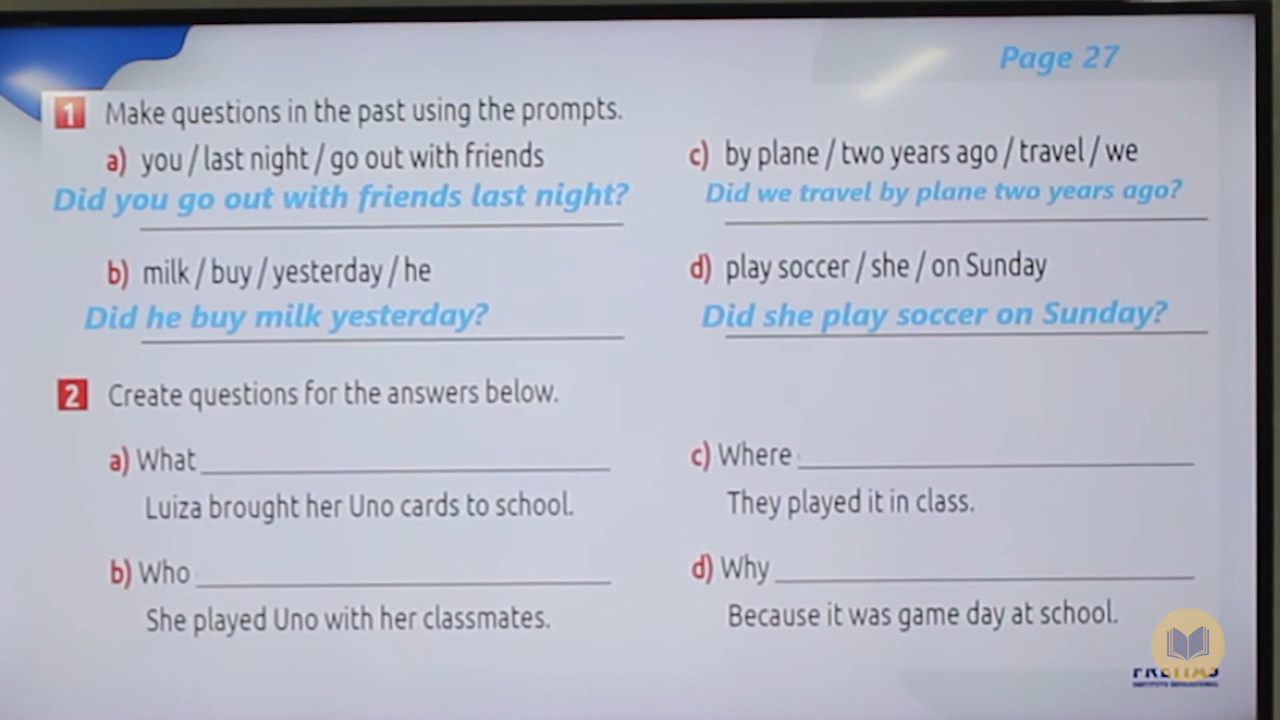 Page 27
1 Make questions in the past using the prompts.
a) you / last night / go out with friends
Did you go out with friends last night?
b) milk / buy / yesterday / he
Did he buy milk yesterday?
c) by plane / two years ago / travel / we
Did we travel by plane two years ago?
d) play soccer / she / on Sunday
Did she play soccer on Sunday?
2 Create questions for the answers below.
a) What
Luiza brought her Uno cards to school.
b) Who
She played Uno with her classmates.
c) Where
They played it in class.
d) Why
Because it was game day at school.